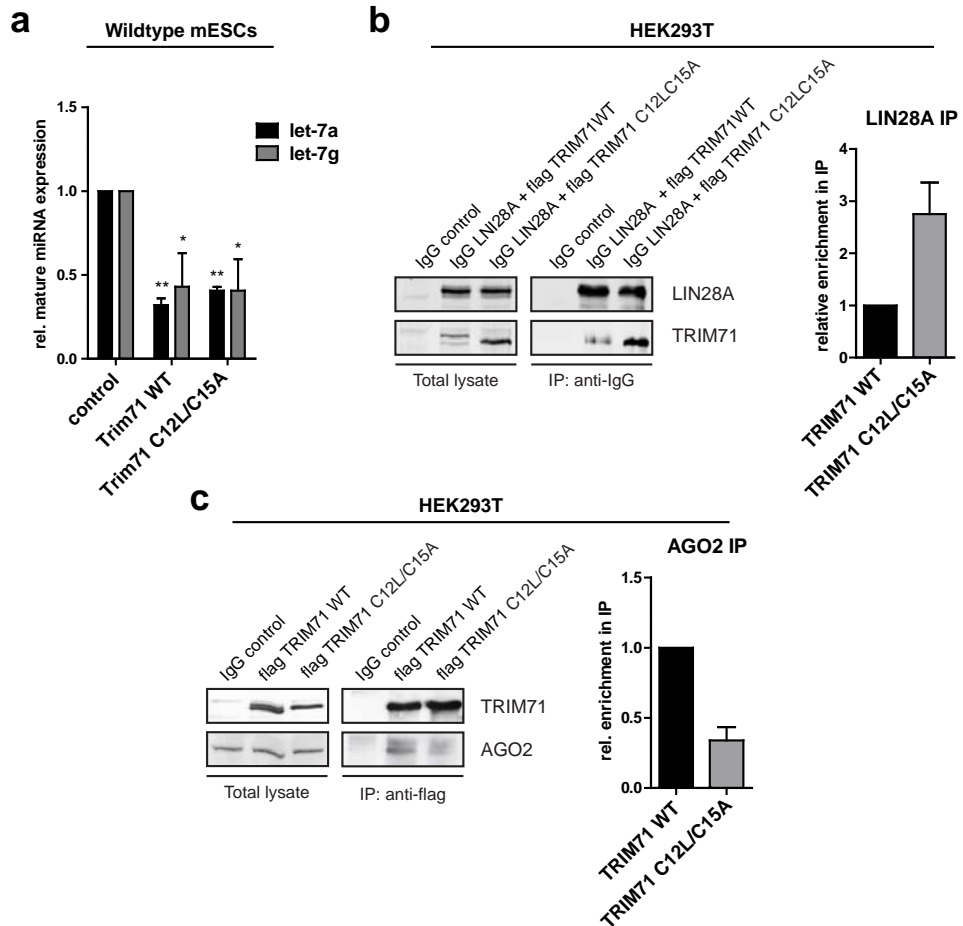 a
Wildtype mESCs
rel. mature miRNA expression
1.5
1.0
0.5
0.0
let-7a
let-7g
**
*
**
*
control
Trim71 WT
Trim71 C12L/C15A
b
HEK293T
IgG control
IgG LNI28A + flag TRIM71WT
IgG LIN28A + flag TRIM71 C12LC15A
IgG control
IgG LIN28A + flag TRIM71WT
IgG LIN28A + flag TRIM71 C12LC15A
LIN28A
TRIM71
Total lysate
IP: anti-IgG
LIN28A IP
relative enrichment in IP
4
3
2
1
0
TRIM71 WT
TRIM71 C12L/C15A
c
HEK293T
IgG control
flag TRIM71 WT
flag TRIM71 C12L/C15A
IgG control
flag TRIM71 WT
flag TRIM71 C12L/C15A
TRIM71
AGO2
Total lysate
IP: anti-flag
AGO2 IP
rel. enrichment in IP
1.5
1.0
0.5
0.0
TRIM71 WT
TRIM71 C12L/C15A